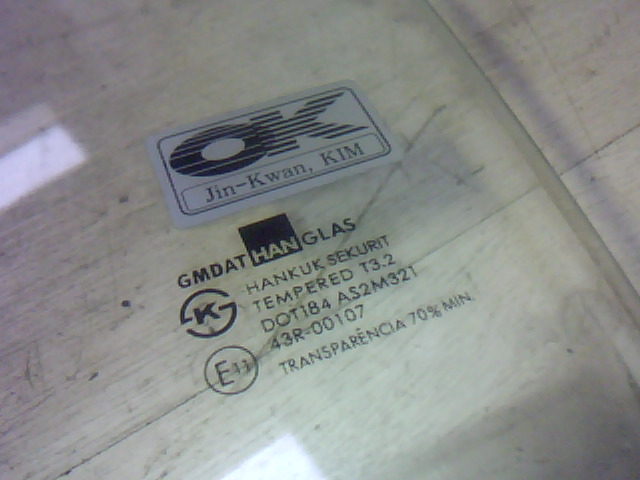 OK
Jin-Kwan, KIM
GMDAT HAN GLAS
HANKUK SEKURIT
TEMPERED T3.2
DOT184 AS2M321
43R-00107
K
E11
TRANSPARÊNCIA 70% MIN.